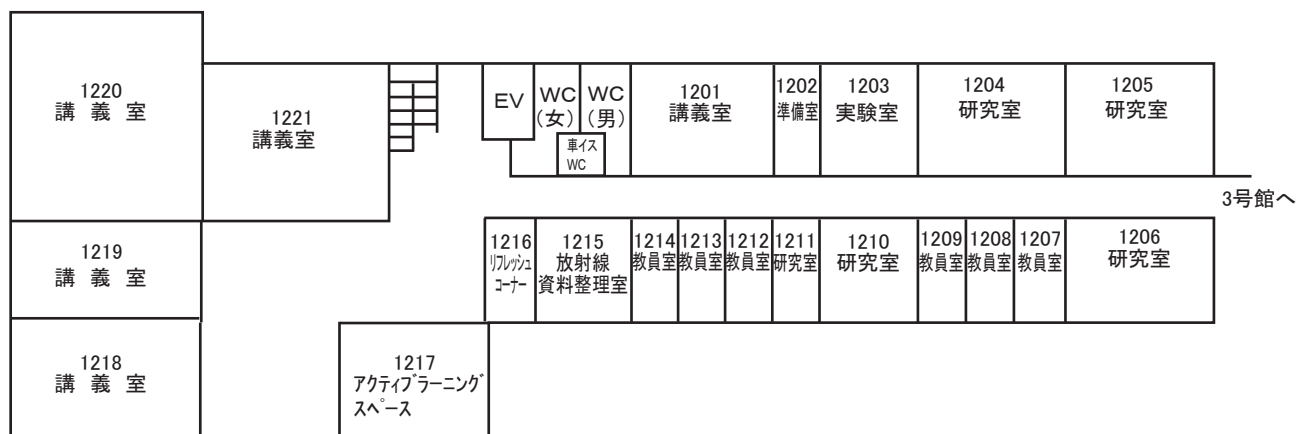 1220
講 義 室
1221
講義室
EV
WC
(女)
WC
(男)
車イス
WC
1201
講義室
1202
準備室
1203
実験室
1204
研究室
1205
研究室
3号館へ
1219
講 義 室
1216
リフレッシュ
コーナー
1215
放射線
資料整理室
1214
教員室
1213
教員室
1212
教員室
1211
研究室
1210
研究室
1209
教員室
1208
教員室
1207
教員室
1206
研究室
1218
講 義 室
1217
アクティブラーニング
スペース